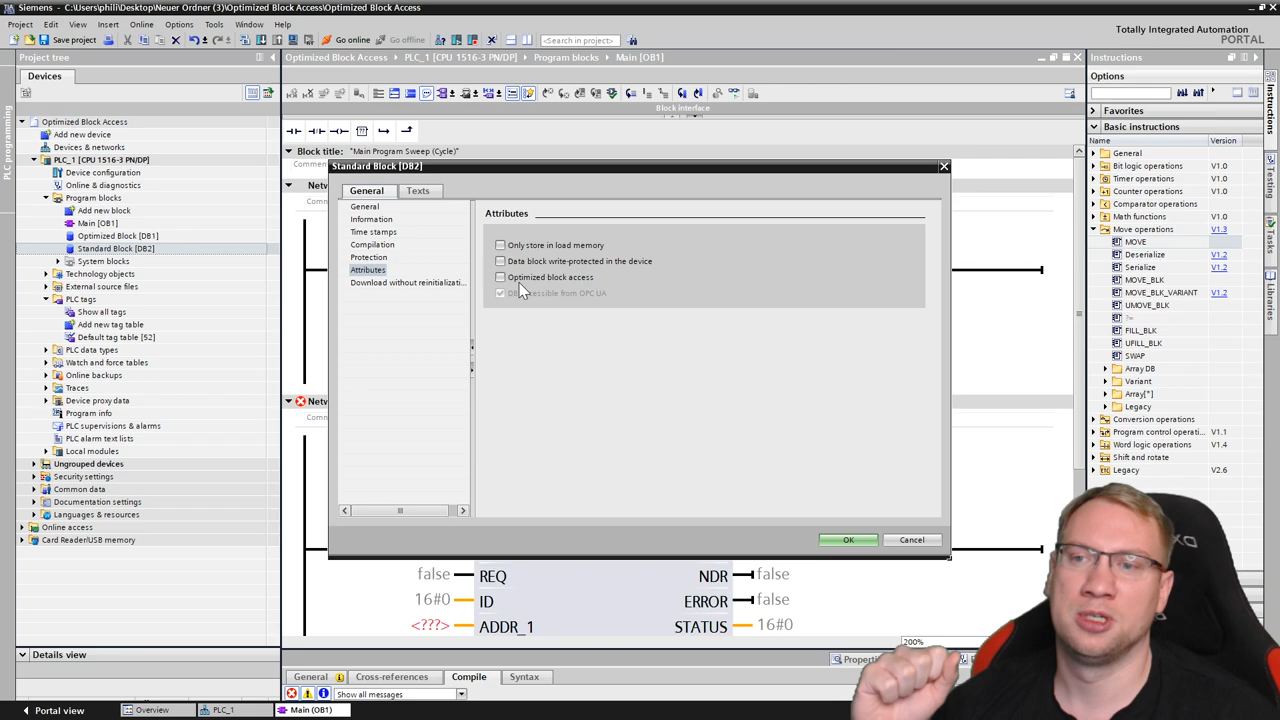 Siemens - C:\Users\phili\Desktop\Neuer Ordner (3)\Optimized Block Access\Optimized Block Access
Project Edit View Insert Online Options Tools Window Help
Totally Integrated Automation
PORTAL
Save project
Go online
Go offline
<Search in project>
Project tree
Devices
PLC programming
Optimized Block Access
Add new device
Devices & networks
PLC_1 [CPU 1516-3 PN/DP]
Device configuration
Online & diagnostics
Program blocks
Add new block
Main [OB1]
Optimized Block [DB1]
Standard Block [DB2]
System blocks
Technology objects
External source files
PLC tags
Show all tags
Add new tag table
Default tag table [52]
PLC data types
Watch and force tables
Online backups
Traces
Device proxy data
Program info
PLC supervisions & alarms
PLC alarm text lists
Local modules
Ungrouped devices
Security settings
Common data
Documentation settings
Languages & resources
Online access
Card Reader/USB memory
Details view
Portal view
Overview
PLC_1
Main (OB1)
Optimized Block Access
PLC_1 [CPU 1516-3 PN/DP]
Program blocks
Main [OB1]
Block interface
Block title: "Main Program Sweep (Cycle)"
Standard Block [DB2]
General
Texts
General
Information
Time stamps
Compilation
Protection
Attributes
Download without reinitializati...
Attributes
Only store in load memory
Data block write-protected in the device
Optimized block access
OK
Cancel
false REQ NDR false
16#0 ID ERROR false
<???> ADDR_1 STATUS 16#0
200%
General
Cross-references
Compile
Syntax
Show all messages
Instructions
Options
Favorites
Basic instructions
Name Version
General
Bit logic operations V1.0
Timer operations V1.0
Counter operations V1.0
Comparator operations
Math functions V1.0
Move operations V1.3
MOVE
Deserialize V1.2
Serialize V1.2
MOVE_BLK
MOVE_BLK_VARIANT V1.2
UMOVE_BLK
?=
FILL_BLK
UFILL_BLK
SWAP
Array DB
Variant
Array[*]
Legacy
Conversion operations
Program control operati... V1.1
Word logic operations V1.4
Shift and rotate
Legacy V2.6
Instructions
Testing
Tasks
Libraries